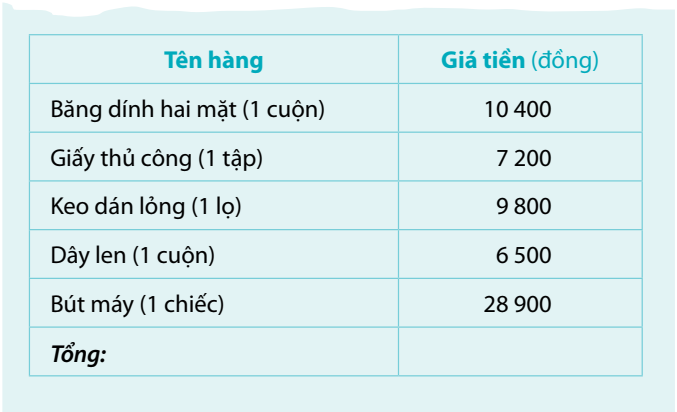 Tên hàng Giá tiền (đồng)
Băng dính hai mặt (1 cuộn) 10 400
Giấy thủ công (1 tập) 7 200
Keo dán lỏng (1 lọ) 9 800
Dây len (1 cuộn) 6 500
Bút máy (1 chiếc) 28 900
Tổng: